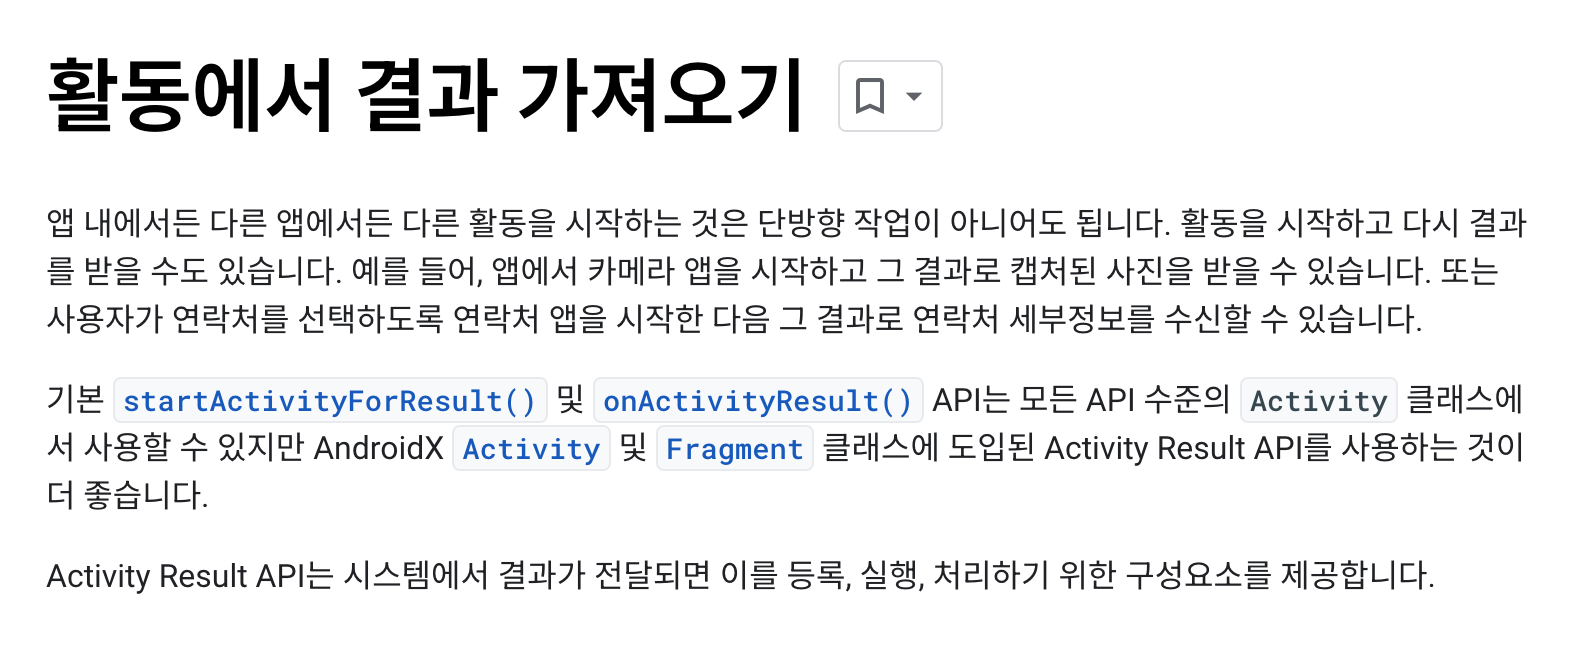 활동에서 결과 가져오기
앱 내에서든 다른 앱에서든 다른 활동을 시작하는 것은 단방향 작업이 아니어도 됩니다. 활동을 시작하고 다시 결과
를 받을 수도 있습니다. 예를 들어, 앱에서 카메라 앱을 시작하고 그 결과로 캡처된 사진을 받을 수 있습니다. 또는
사용자가 연락처를 선택하도록 연락처 앱을 시작한 다음 그 결과로 연락처 세부정보를 수신할 수 있습니다.
기본 startActivityForResult() 및 onActivityResult() API는 모든 API 수준의 Activity 클래스에
서 사용할 수 있지만 AndroidX Activity 및 Fragment 클래스에 도입된 Activity Result API를 사용하는 것이
더 좋습니다.
Activity Result API는 시스템에서 결과가 전달되면 이를 등록, 실행, 처리하기 위한 구성요소를 제공합니다.